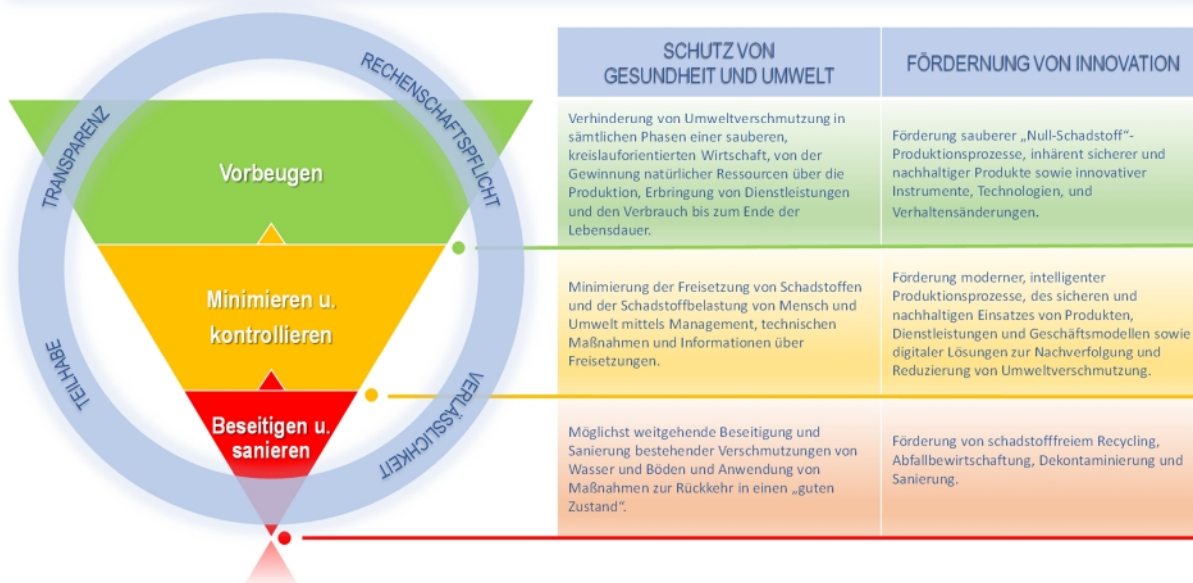 TRANSPARENZ
RECHENSCHAFTSPFLICHT
TEILHABE
VERLÄSSLICHKEIT
Vorbeugen
Minimieren u.
kontrollieren
Beseitigen u.
sanieren
SCHUTZ VON
GESUNDHEIT UND UMWELT
FÖRDERNUNG VON INNOVATION
Verhinderung von Umweltverschmutzung in
sämtlichen Phasen einer sauberen,
kreislauforientierten Wirtschaft, von der
Gewinnung natürlicher Ressourcen über die
Produktion, Erbringung von Dienstleistungen
und den Verbrauch bis zum Ende der
Lebensdauer.
Förderung sauberer „Null-Schadstoff“-
Produktionsprozesse, inhärent sicherer und
nachhaltiger Produkte sowie innovativer
Instrumente, Technologien, und
Verhaltensänderungen.
Minimierung der Freisetzung von Schadstoffen
und der Schadstoffbelastung von Mensch und
Umwelt mittels Management, technischen
Maßnahmen und Informationen über
Freisetzungen.
Förderung moderner, intelligenter
Produktionsprozesse, des sicheren und
nachhaltigen Einsatzes von Produkten,
Dienstleistungen und Geschäftsmodellen sowie
digitaler Lösungen zur Nachverfolgung und
Reduzierung von Umweltverschmutzung.
Möglichst weitgehende Beseitigung und
Sanierung bestehender Verschmutzungen von
Wasser und Böden und Anwendung von
Maßnahmen zur Rückkehr in einen „guten
Zustand“.
Förderung von schadstofffreiem Recycling,
Abfallbewirtschaftung, Dekontaminierung und
Sanierung.